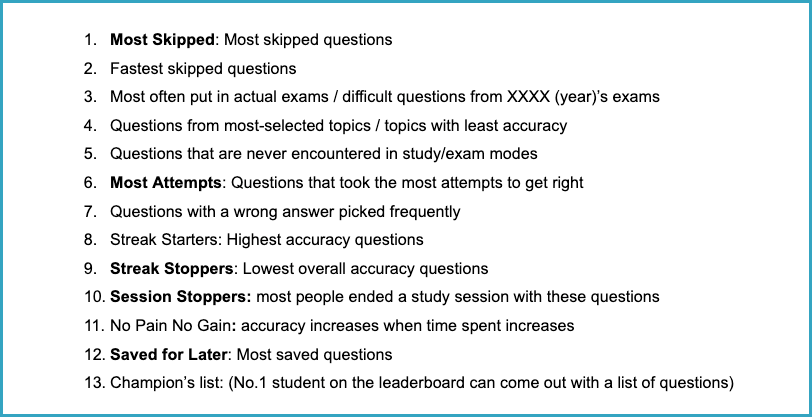 1. Most Skipped: Most skipped questions
2. Fastest skipped questions
3. Most often put in actual exams / difficult questions from XXXX (year)’s exams
4. Questions from most-selected topics / topics with least accuracy
5. Questions that are never encountered in study/exam modes
6. Most Attempts: Questions that took the most attempts to get right
7. Questions with a wrong answer picked frequently
8. Streak Starters: Highest accuracy questions
9. Streak Stoppers: Lowest overall accuracy questions
10. Session Stoppers: most people ended a study session with these questions
11. No Pain No Gain: accuracy increases when time spent increases
12. Saved for Later: Most saved questions
13. Champion’s list: (No.1 student on the leaderboard can come out with a list of questions)